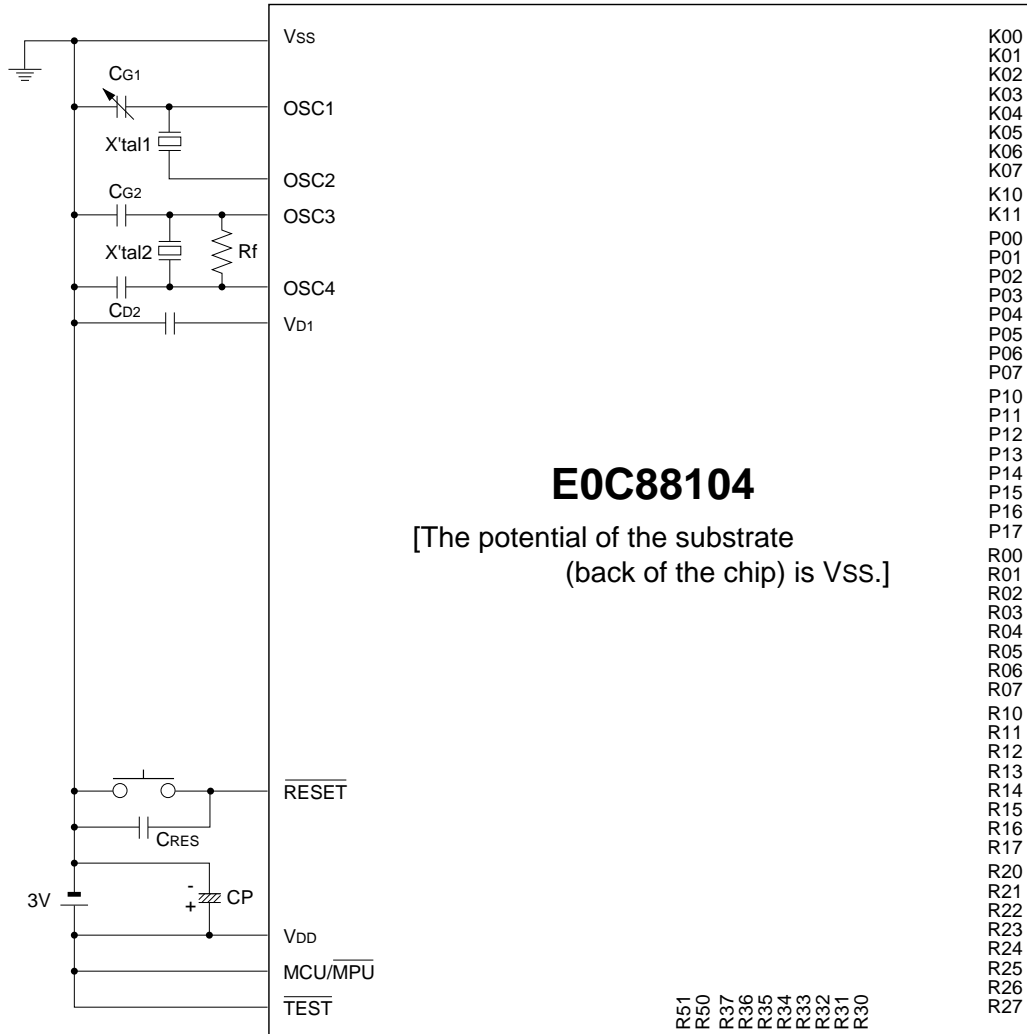 VSS
CG1
OSC1
X'tal1
OSC2
CG2
OSC3
X'tal2
Rf
OSC4
CD2
VD1
E0C88104
[The potential of the substrate
(back of the chip) is VSS.]
RESET
CRES
3V
-
+
CP
VDD
MCU/MPU
TEST
R51
R50
R37
R36
R35
R34
R33
R32
R31
R30
K00
K01
K02
K03
K04
K05
K06
K07
K10
K11
P00
P01
P02
P03
P04
P05
P06
P07
P10
P11
P12
P13
P14
P15
P16
P17
R00
R01
R02
R03
R04
R05
R06
R07
R10
R11
R12
R13
R14
R15
R16
R17
R20
R21
R22
R23
R24
R25
R26
R27